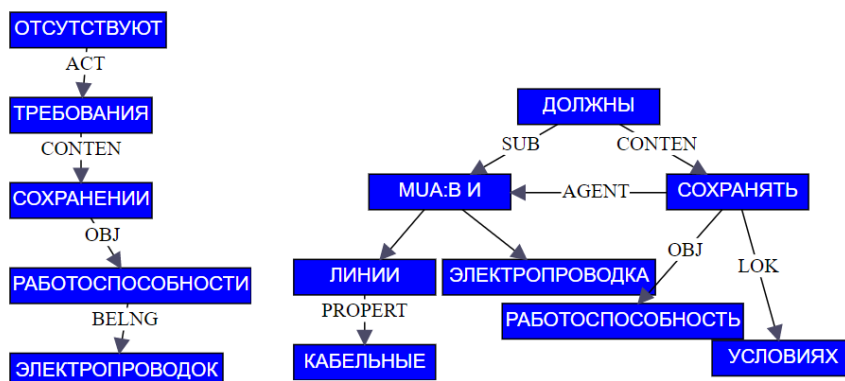 ОТСУТСТВУЮТ
ACT
ТРЕБОВАНИЯ
CONTEN
СОХРАНЕНИИ
OBJ
РАБОТОСПОСОБНОСТИ
BELNG
ЭЛЕКТРОПРОВОДОК
ДОЛЖНЫ
SUB
CONTEN
MUA:В И
AGENT
СОХРАНЯТЬ
OBJ
LOK
ЛИНИИ
ЭЛЕКТРОПРОВОДКА
PROPERT
РАБОТОСПОСОБНОСТЬ
КАБЕЛЬНЫЕ
УСЛОВИЯХ